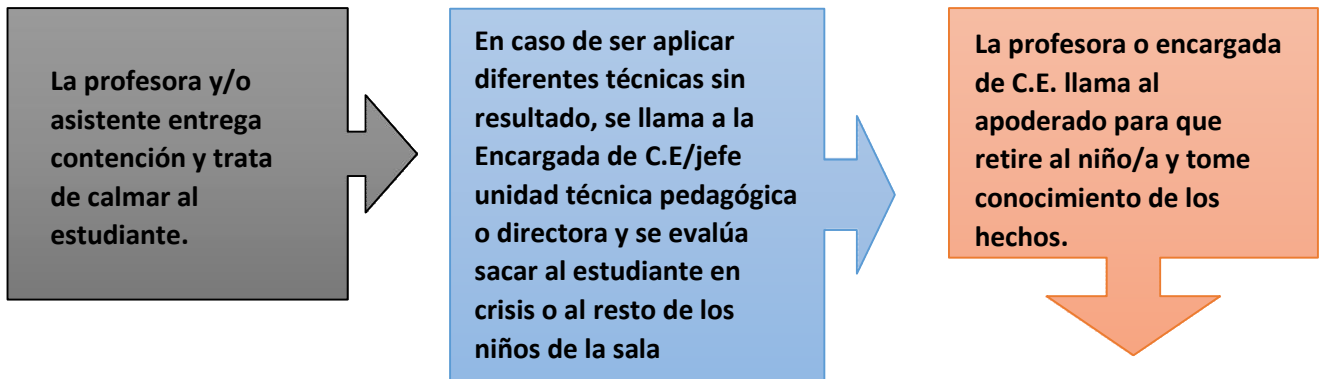 La profesora y/o
asistente entrega
contención y trata
de calmar al
estudiante.
En caso de ser aplicar
diferentes técnicas sin
resultado, se llama a la
Encargada de C.E/jefe
unidad técnica pedagógica
o directora y se evalúa
sacar al estudiante en
crisis o al resto de los
niños de la sala
La profesora o encargada
de C.E. llama al
apoderado para que
retire al niño/a y tome
conocimiento de los
hechos.